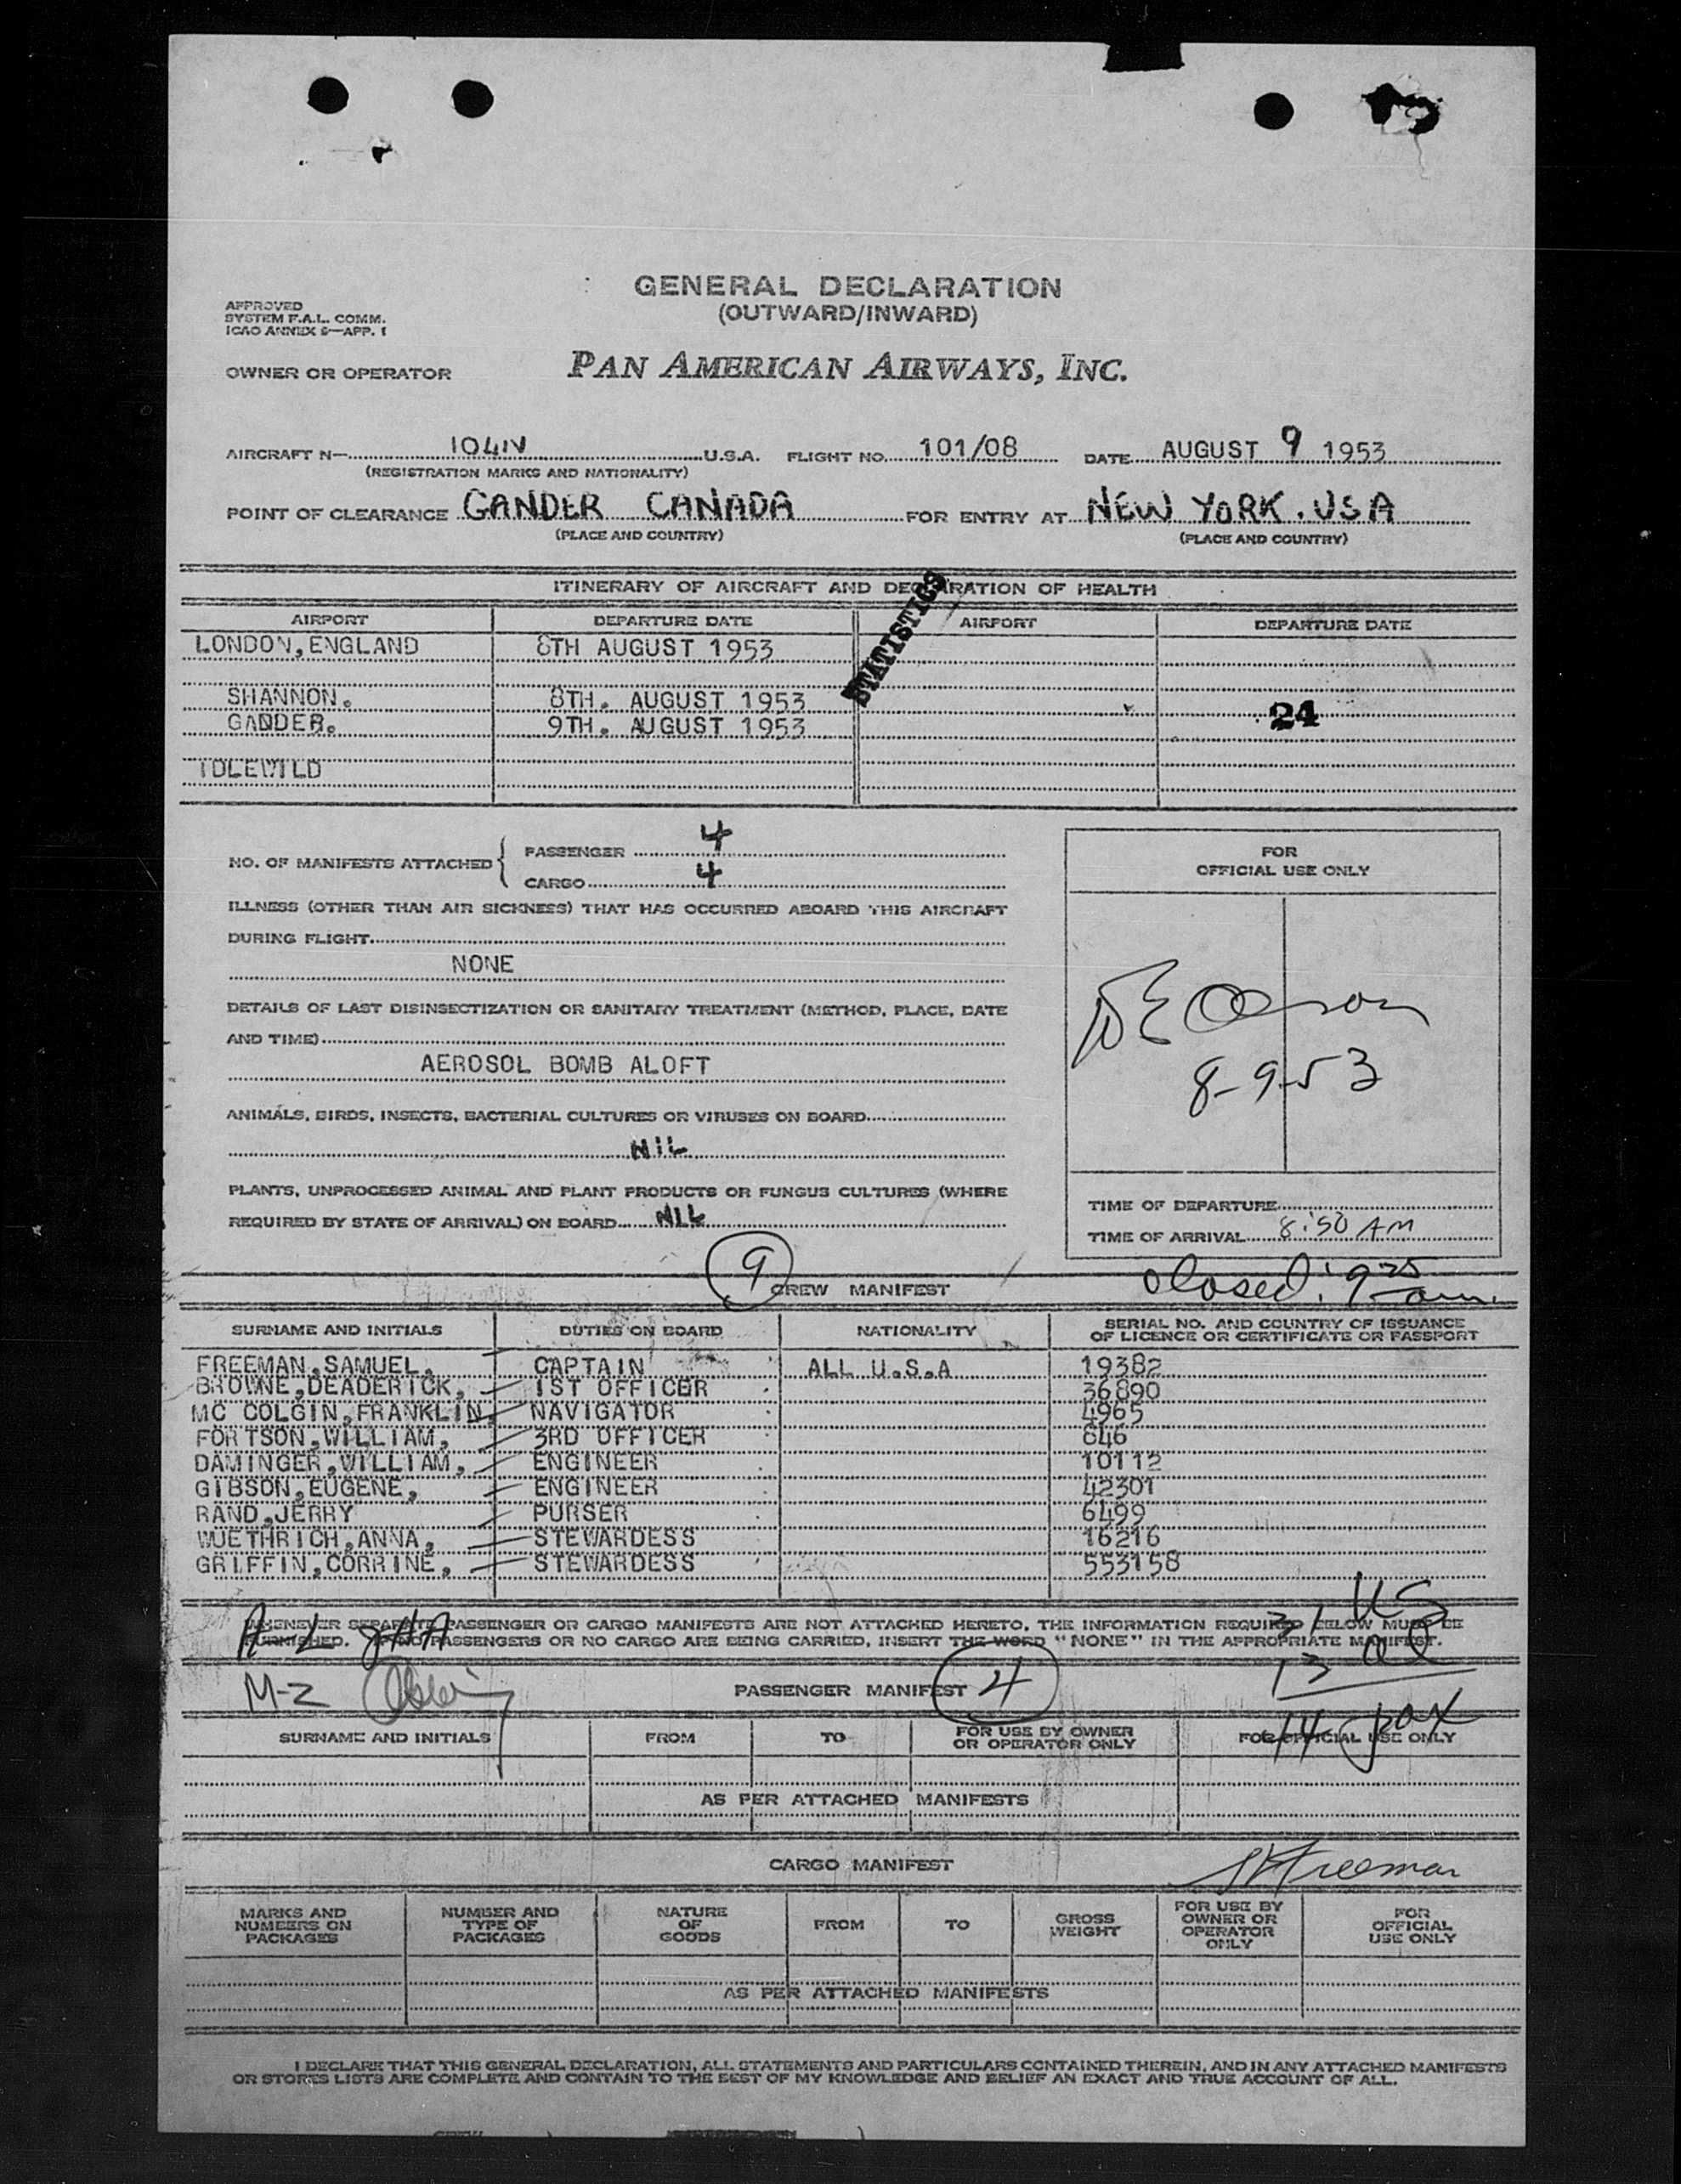 GENERAL DECLARATION
(OUTWARD/INWARD)
APPROVED
SYSTEM F.A.L. COMM.
ICAO ANNEX 9—APP. 1
OWNER OR OPERATOR PAN AMERICAN AIRWAYS, INC.
AIRCRAFT N— 1041V U.S.A. FLIGHT NO. 101/08 DATE AUGUST 9 1953
(REGISTRATION MARKS AND NATIONALITY)
POINT OF CLEARANCE GANDER CANADA FOR ENTRY AT NEW YORK. USA
(PLACE AND COUNTRY) (PLACE AND COUNTRY)
ITINERARY OF AIRCRAFT AND DECLARATION OF HEALTH
STATISTICS
AIRPORT DEPARTURE DATE AIRPORT DEPARTURE DATE
LONDON, ENGLAND 8TH AUGUST 1953
SHANNON. 8TH. AUGUST 1953
24
GANDER. 9TH. AUGUST 1953
IDLEWILD
NO. OF MANIFESTS ATTACHED { PASSENGER 4
CARGO 4
ILLNESS (OTHER THAN AIR SICKNESS) THAT HAS OCCURRED ABOARD THIS AIRCRAFT
DURING FLIGHT
NONE
DETAILS OF LAST DISINSECTIZATION OR SANITARY TREATMENT (METHOD, PLACE, DATE
AND TIME)
AEROSOL BOMB ALOFT
ANIMALS, BIRDS, INSECTS, BACTERIAL CULTURES OR VIRUSES ON BOARD
NIL
PLANTS, UNPROCESSED ANIMAL AND PLANT PRODUCTS OR FUNGUS CULTURES (WHERE
REQUIRED BY STATE OF ARRIVAL) ON BOARD NIL
FOR
OFFICIAL USE ONLY
8-9-53
TIME OF DEPARTURE
TIME OF ARRIVAL 8:50 AM
closed: 9 25 am.
9
CREW MANIFEST
SURNAME AND INITIALS DUTIES ON BOARD NATIONALITY SERIAL NO. AND COUNTRY OF ISSUANCE
OF LICENCE OR CERTIFICATE OR PASSPORT
FREEMAN, SAMUEL, CAPTAIN ALL U.S.A 19382
BROWNE, DEADERICK, 1ST OFFICER 36890
MC COLGIN, FRANKLIN, NAVIGATOR 4965
FORTSON, WILLIAM, 3RD OFFICER 646
DAMINGER, WILLIAM, ENGINEER 10112
GIBSON, EUGENE, ENGINEER 42301
RAND, JERRY PURSER 6499
WUETHRICH, ANNA, STEWARDESS 16216
GRIFFIN, CORRINE, STEWARDESS 553158
WHENEVER SEPARATE PASSENGER OR CARGO MANIFESTS ARE NOT ATTACHED HERETO, THE INFORMATION REQUIRED BELOW MUST BE
FURNISHED. IF NO PASSENGERS OR NO CARGO ARE BEING CARRIED, INSERT THE WORD "NONE" IN THE APPROPRIATE MANIFEST.
A-L
M-Z
31 US
13
44 pax
PASSENGER MANIFEST 4
SURNAME AND INITIALS FROM TO FOR USE BY OWNER
OR OPERATOR ONLY FOR OFFICIAL USE ONLY
AS PER ATTACHED MANIFESTS
CARGO MANIFEST
S Freeman
MARKS AND
NUMBERS ON
PACKAGES NUMBER AND
TYPE OF
PACKAGES NATURE
OF
GOODS FROM TO GROSS
WEIGHT FOR USE BY
OWNER OR
OPERATOR
ONLY FOR
OFFICIAL
USE ONLY
AS PER ATTACHED MANIFESTS
I DECLARE THAT THIS GENERAL DECLARATION, ALL STATEMENTS AND PARTICULARS CONTAINED THEREIN, AND IN ANY ATTACHED MANIFESTS
OR STORES LISTS ARE COMPLETE AND CONTAIN TO THE BEST OF MY KNOWLEDGE AND BELIEF AN EXACT AND TRUE ACCOUNT OF ALL.